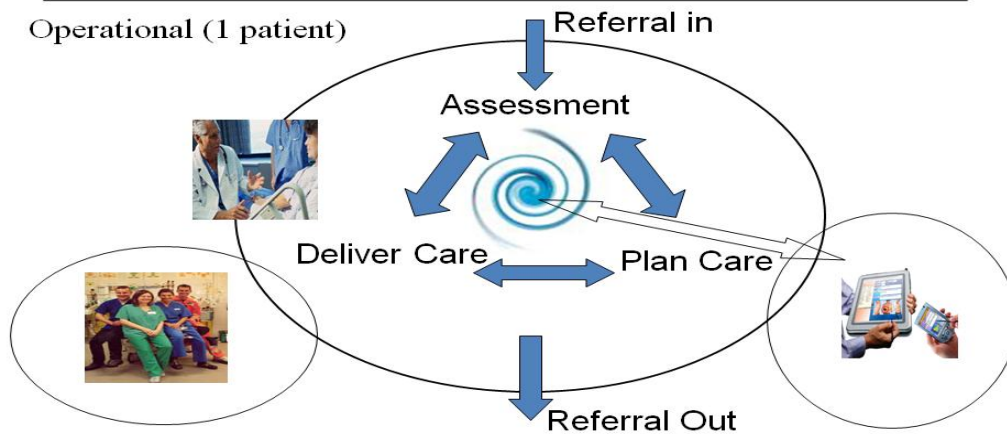 Operational (1 patient)
Referral in
Assessment
Deliver Care
Plan Care
Referral Out